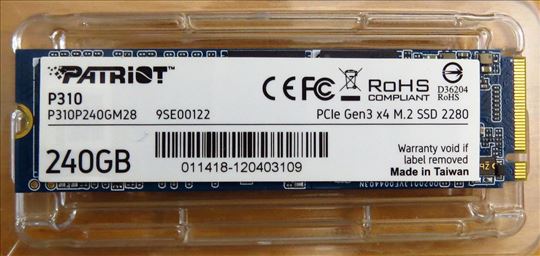 PATRIOT™
P310
P310P240GM28 9SE00122
CE FC RoHS
COMPLIANT
D36204
RoHS
PCIe Gen3 x4 M.2 SSD 2280
240GB
011418-120403109
Warranty void if
label removed
Made in Taiwan